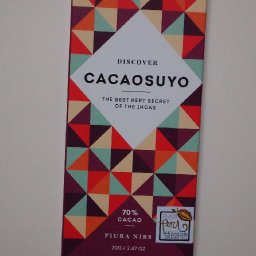 DISCOVER
CACAOSUYO
THE BEST KEPT SECRET
OF THE INCAS
70%
CACAO
PIURA NIBS
70G / 2.47 OZ